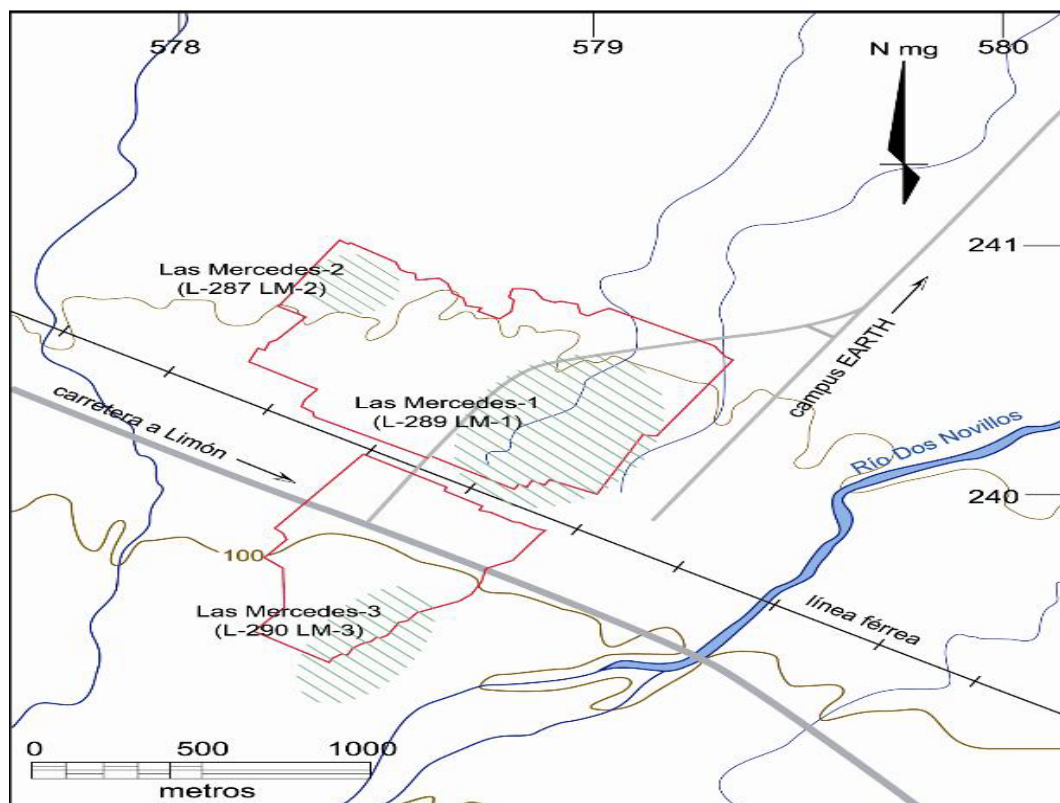 578
579
580
N mg
241
Las Mercedes-2
(L-287 LM-2)
campus EARTH
carretera a Limón
Las Mercedes-1
(L-289 LM-1)
Río Dos Novillos
240
100
Las Mercedes-3
(L-290 LM-3)
línea férrea
0 500 1000
metros